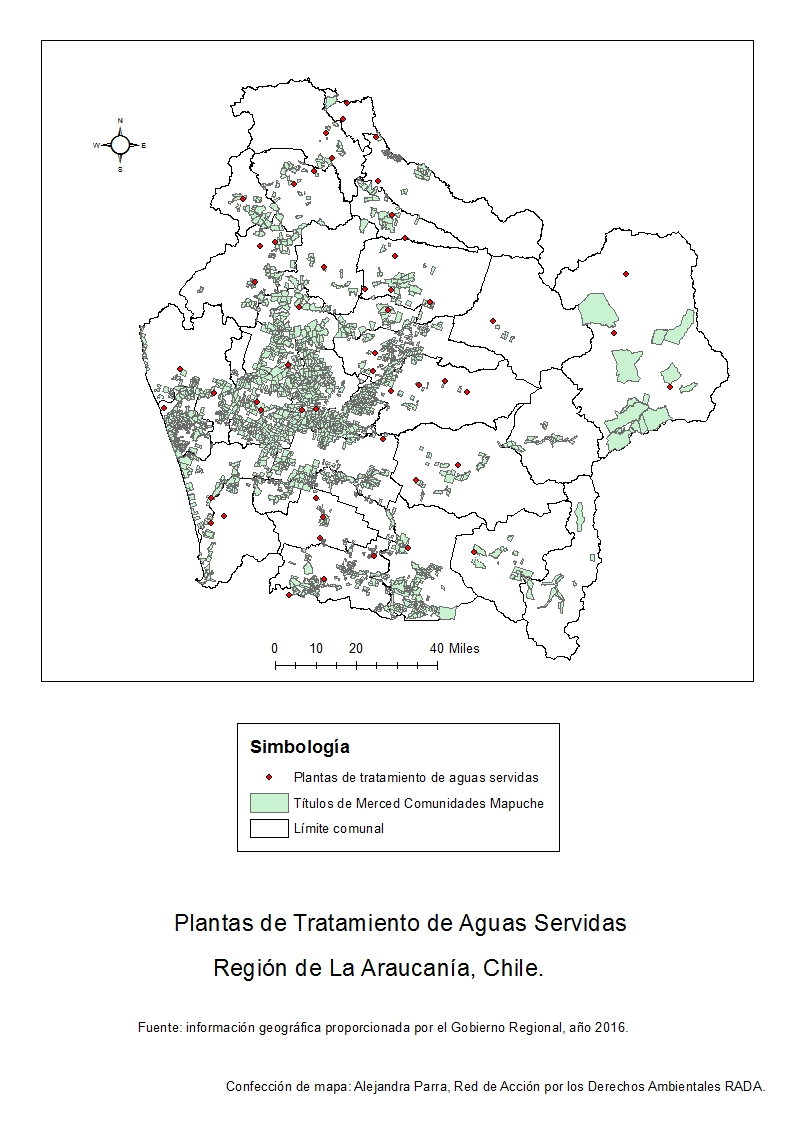 N
W E
S
0 10 20 40 Miles
Simbología
Plantas de tratamiento de aguas servidas
Títulos de Merced Comunidades Mapuche
Límite comunal
Plantas de Tratamiento de Aguas Servidas
Región de La Araucanía, Chile.
Fuente: información geográfica proporcionada por el Gobierno Regional, año 2016.
Confección de mapa: Alejandra Parra, Red de Acción por los Derechos Ambientales RADA.